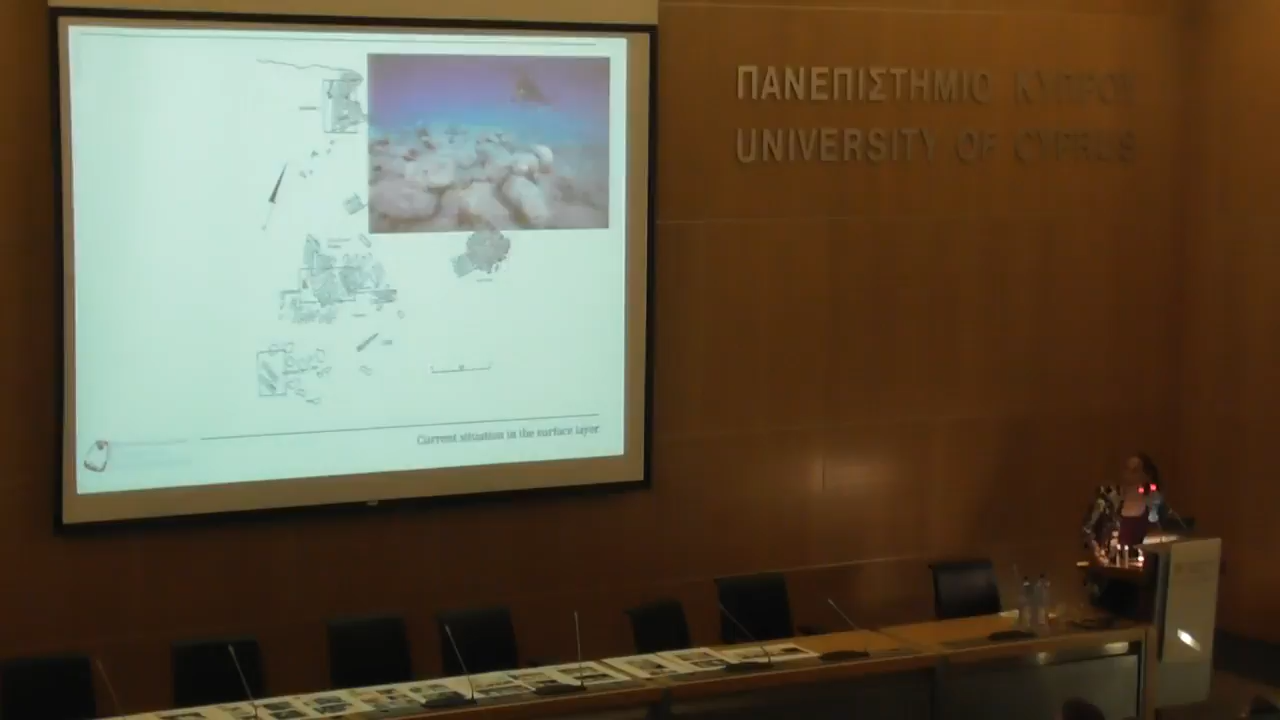 ΠΑΝΕΠΙΣΤΗΜΙΟ ΚΥΠΡΟΥ
UNIVERSITY OF CYPRUS
Current situation in the surface layer